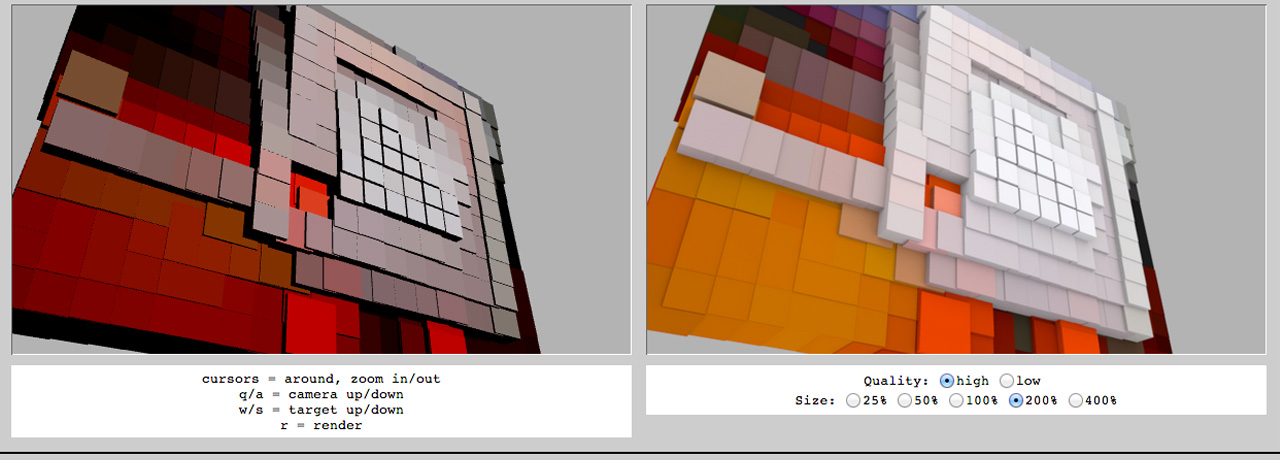 cursors = around, zoom in/out
q/a = camera up/down
w/s = target up/down
r = render
Quality: high low
Size: 25% 50% 100% 200% 400%